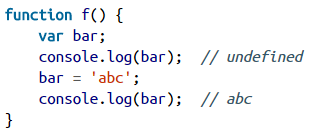 function f() {
    var bar;
    console.log(bar);  // undefined
    bar = 'abc';
    console.log(bar);  // abc
}